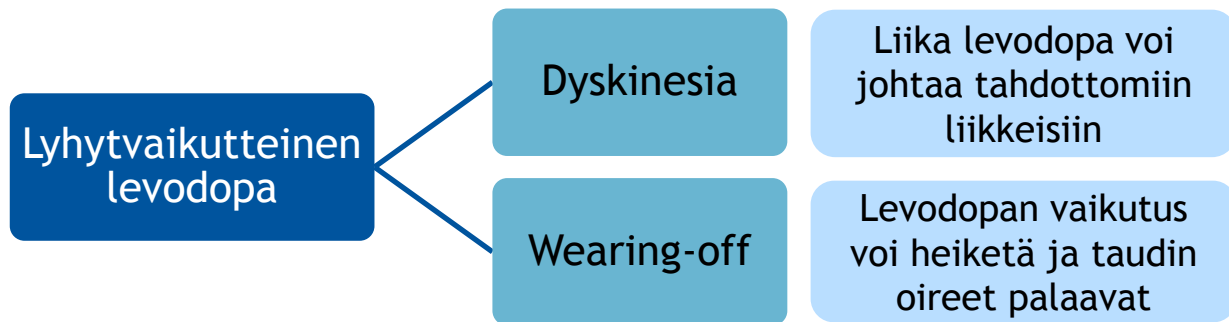 Lyhytvaikutteinen
levodopa
Dyskinesia
Liika levodopa voi
johtaa tahdottomiin
liikkeisiin
Wearing-off
Levodopan vaikutus
voi heiketä ja taudin
oireet palaavat